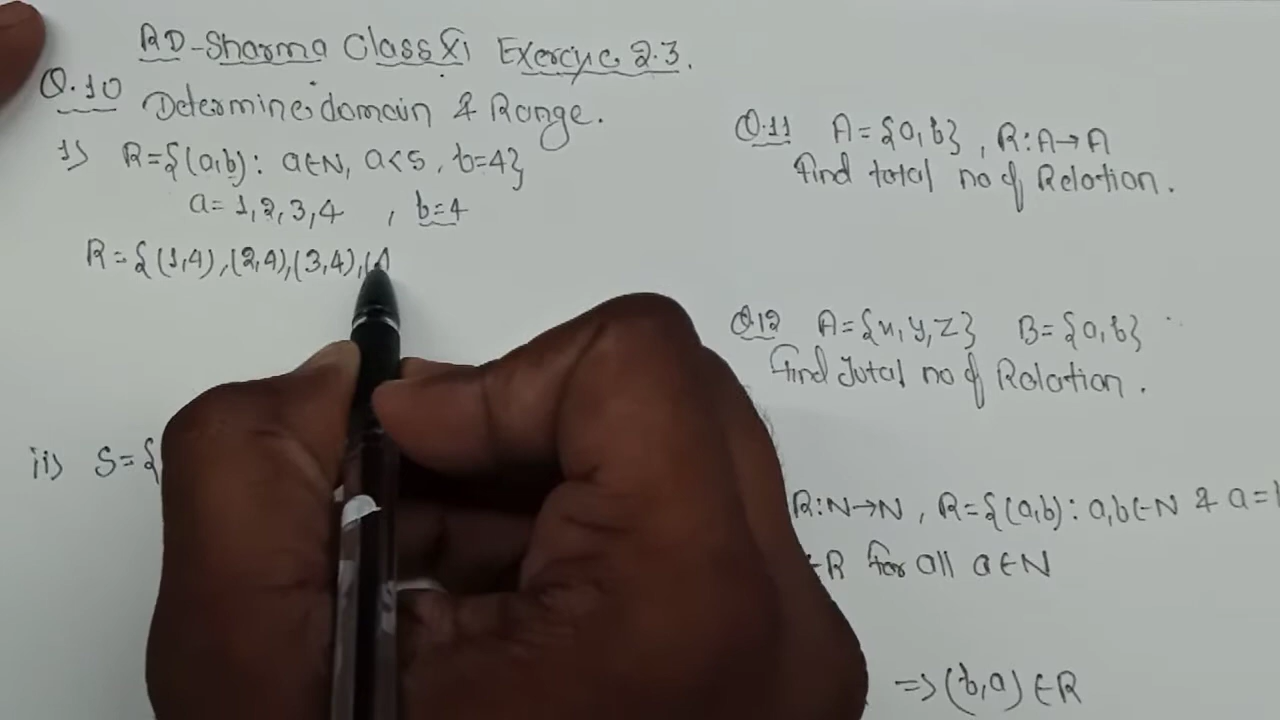 RD-Sharma Class XI Exercise 2.3.
Q.10 Determine domain & Range.
i) R={(a,b): a∈N, a<5, b=4}
a=1,2,3,4 , b=4
R={(1,4),(2,4),(3,4),(4
ii) S={
Q.11 A={a,b}, R:A→A
Find total no of Relation.
Q.12 A={x,y,z} B={a,b}
Find total no of Relation.
R:N→N, R={(a,b): a,b∈N & a=
∈R for all a∈N
=>(b,a)∈R